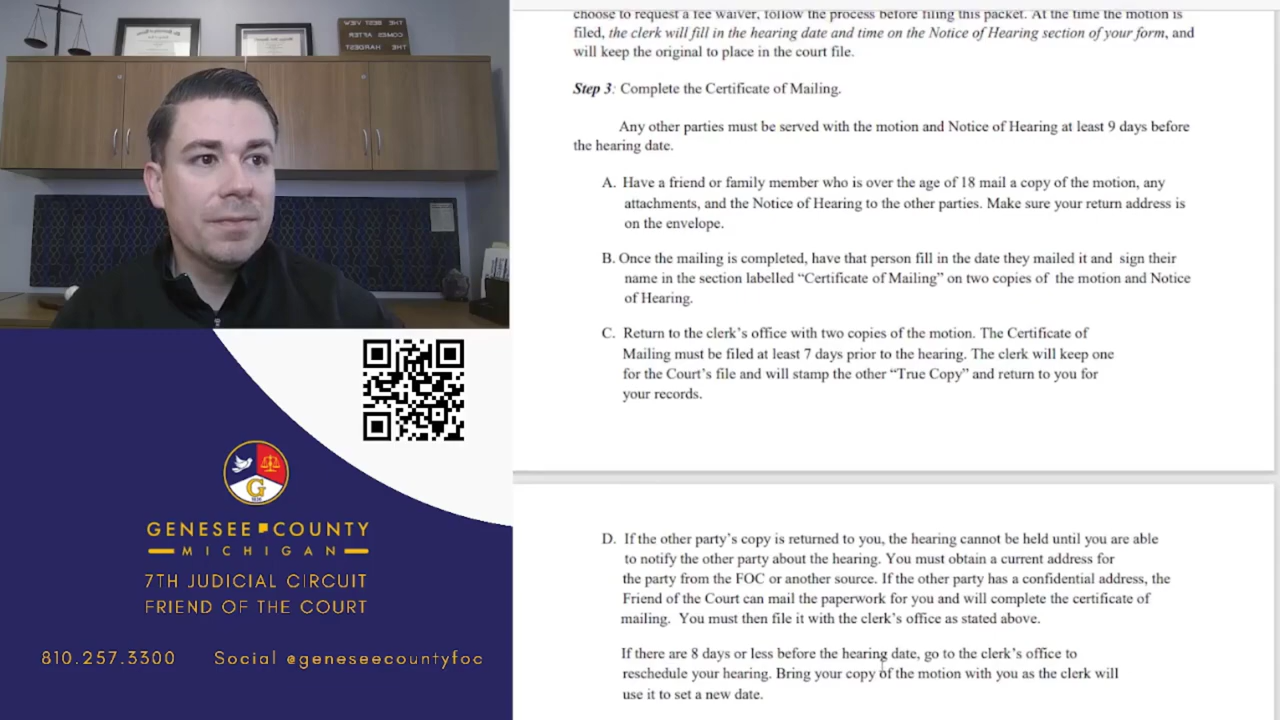 THE BEST VIEW
COMES AFTER
THE HARDEST
G
GENESEE COUNTY
MICHIGAN
7TH JUDICIAL CIRCUIT
FRIEND OF THE COURT
810.257.3300 Social @geneseecountyfoc
choose to request a fee waiver, follow the process before filing this packet. At the time the motion is
filed, the clerk will fill in the hearing date and time on the Notice of Hearing section of your form, and
will keep the original to place in the court file.
Step 3: Complete the Certificate of Mailing.
Any other parties must be served with the motion and Notice of Hearing at least 9 days before
the hearing date.
A. Have a friend or family member who is over the age of 18 mail a copy of the motion, any
attachments, and the Notice of Hearing to the other parties. Make sure your return address is
on the envelope.
B. Once the mailing is completed, have that person fill in the date they mailed it and sign their
name in the section labelled “Certificate of Mailing” on two copies of the motion and Notice
of Hearing.
C. Return to the clerk’s office with two copies of the motion. The Certificate of
Mailing must be filed at least 7 days prior to the hearing. The clerk will keep one
for the Court’s file and will stamp the other “True Copy” and return to you for
your records.
D. If the other party’s copy is returned to you, the hearing cannot be held until you are able
to notify the other party about the hearing. You must obtain a current address for
the party from the FOC or another source. If the other party has a confidential address, the
Friend of the Court can mail the paperwork for you and will complete the certificate of
mailing. You must then file it with the clerk’s office as stated above.
If there are 8 days or less before the hearing date, go to the clerk’s office to
reschedule your hearing. Bring your copy of the motion with you as the clerk will
use it to set a new date.